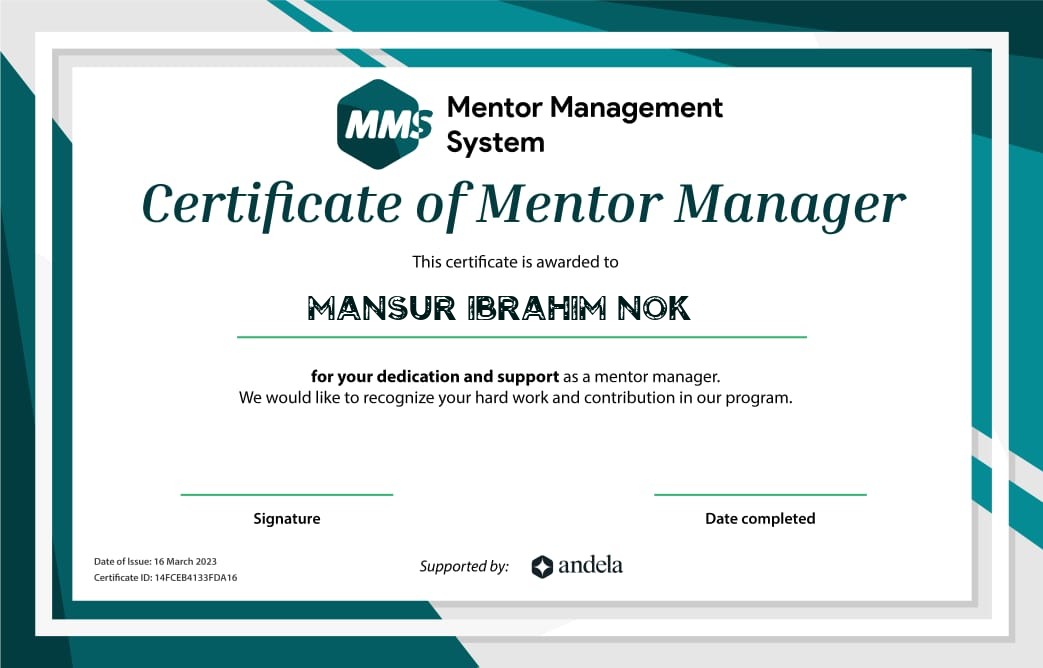 MMS
Mentor Management
System
Certificate of Mentor Manager
This certificate is awarded to
MANSUR IBRAHIM NOK
for your dedication and support as a mentor manager.
We would like to recognize your hard work and contribution in our program.
Signature
Date completed
Date of Issue: 16 March 2023
Certificate ID: 14FCEB4133FDA16
Supported by: andela